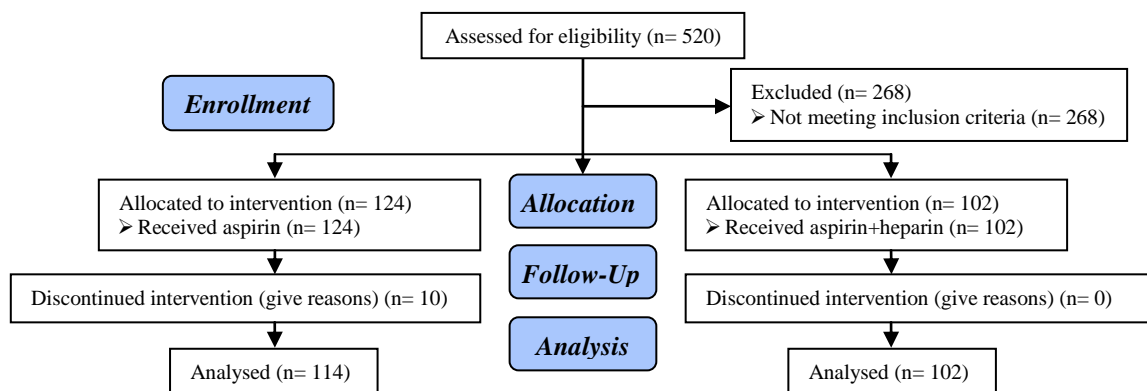 Assessed for eligibility (n= 520)
Enrollment
Excluded (n= 268)
➢ Not meeting inclusion criteria (n= 268)
Allocated to intervention (n= 124)
➢ Received aspirin (n= 124)
Allocation
Allocated to intervention (n= 102)
➢ Received aspirin+heparin (n= 102)
Follow-Up
Discontinued intervention (give reasons) (n= 10)
Discontinued intervention (give reasons) (n= 0)
Analysis
Analysed (n= 114)
Analysed (n= 102)